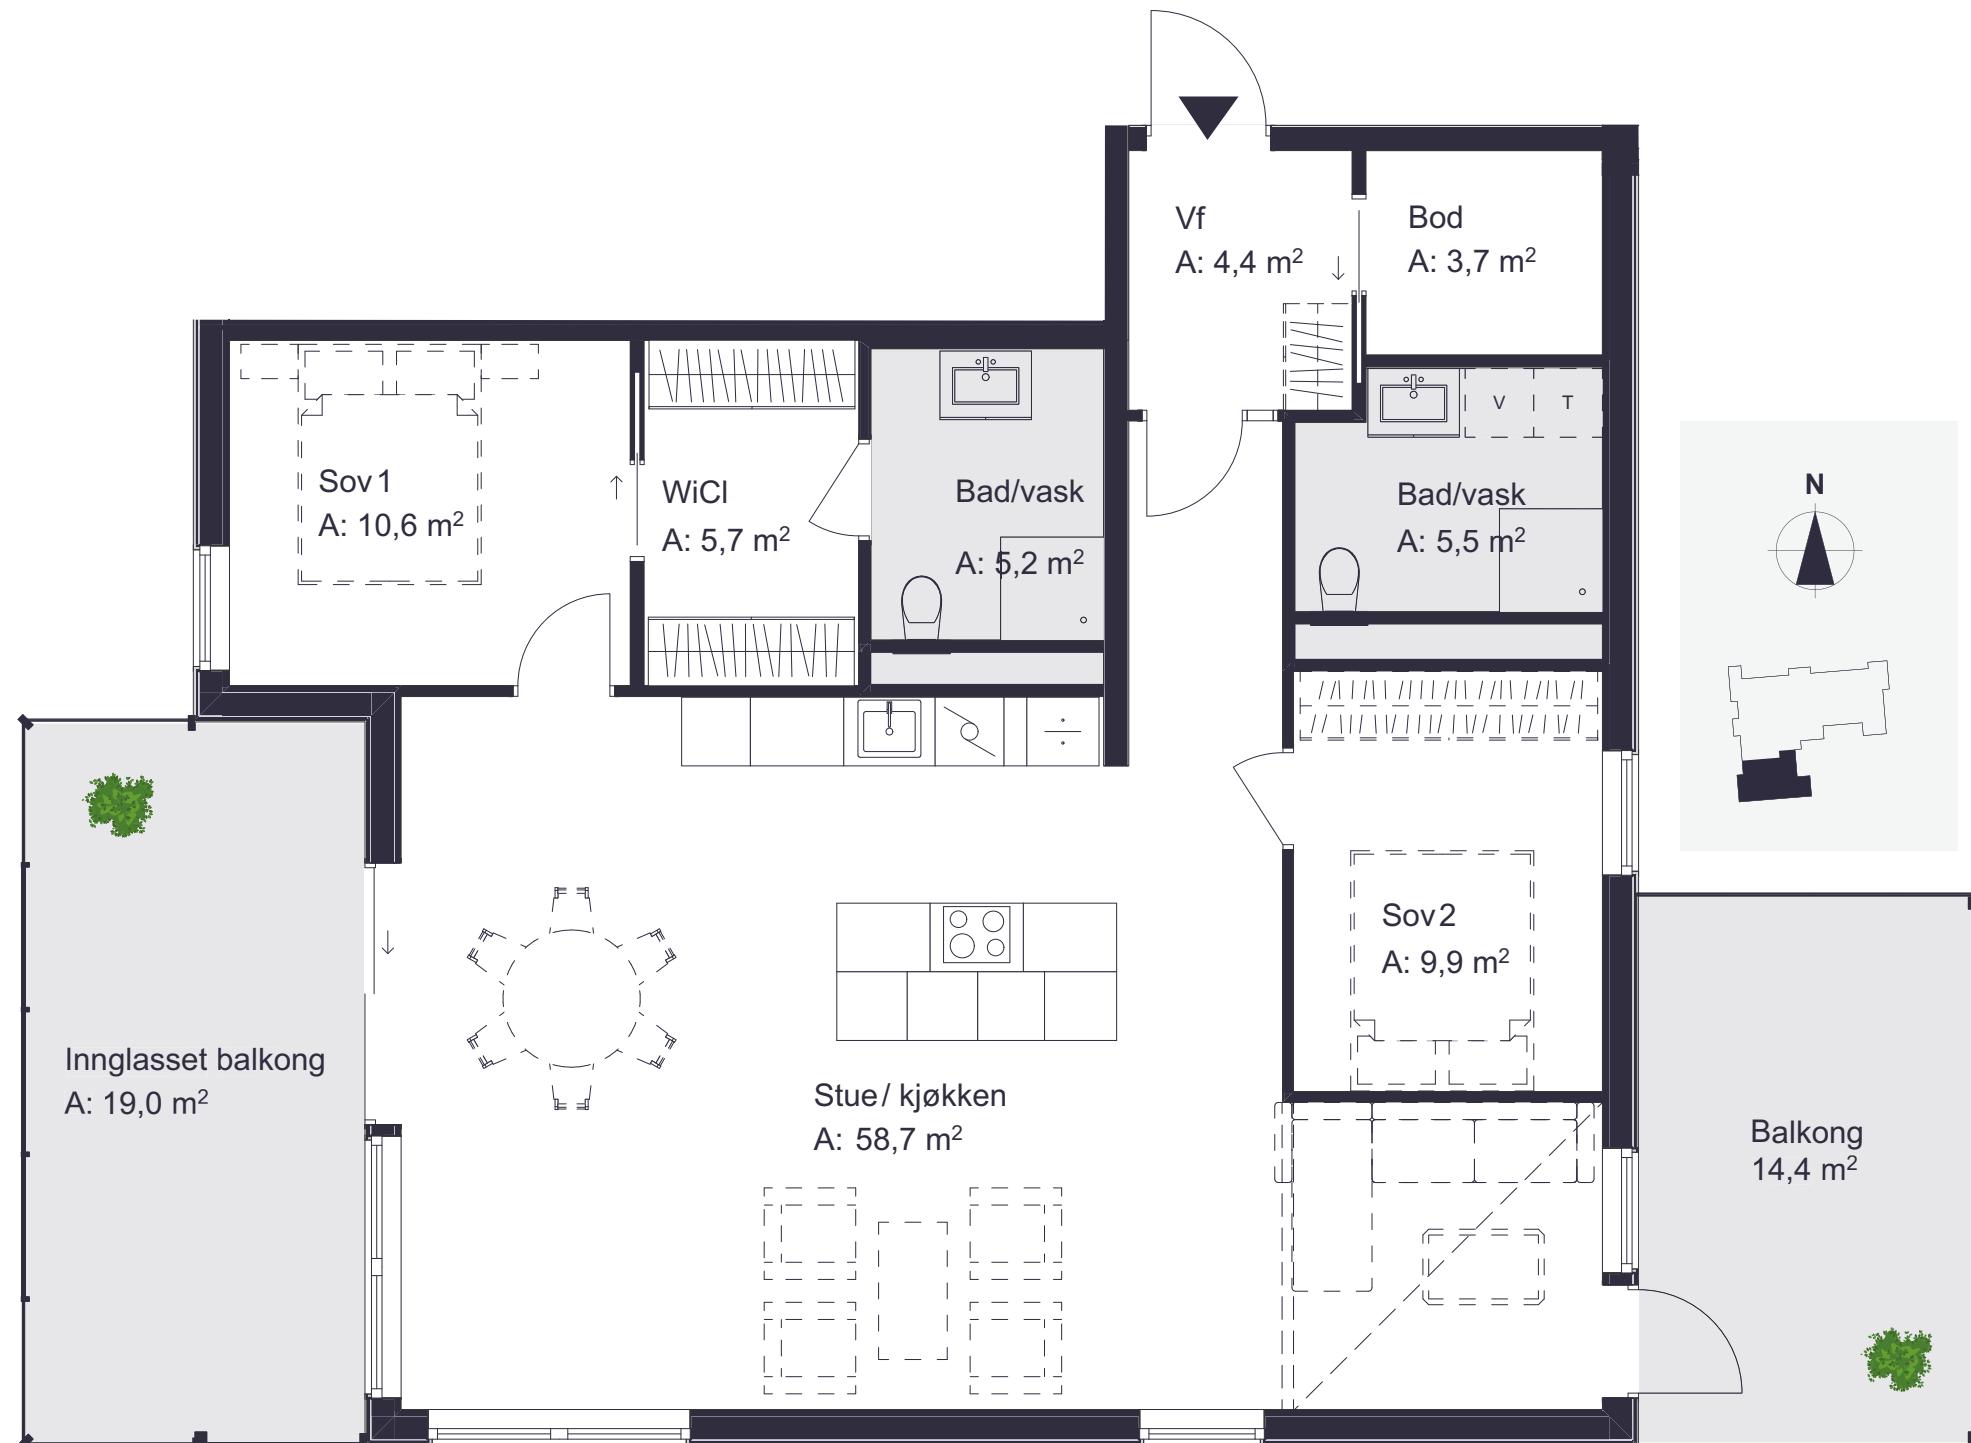 Vf
A: 4,4 m²
Bod
A: 3,7 m²
Sov 1
A: 10,6 m²
WiCl
A: 5,7 m²
Bad/vask
A: 5,2 m²
V
T
Bad/vask
A: 5,5 m²
N
Sov 2
A: 9,9 m²
Innglasset balkong
A: 19,0 m²
Stue/ kjøkken
A: 58,7 m²
Balkong
14,4 m²